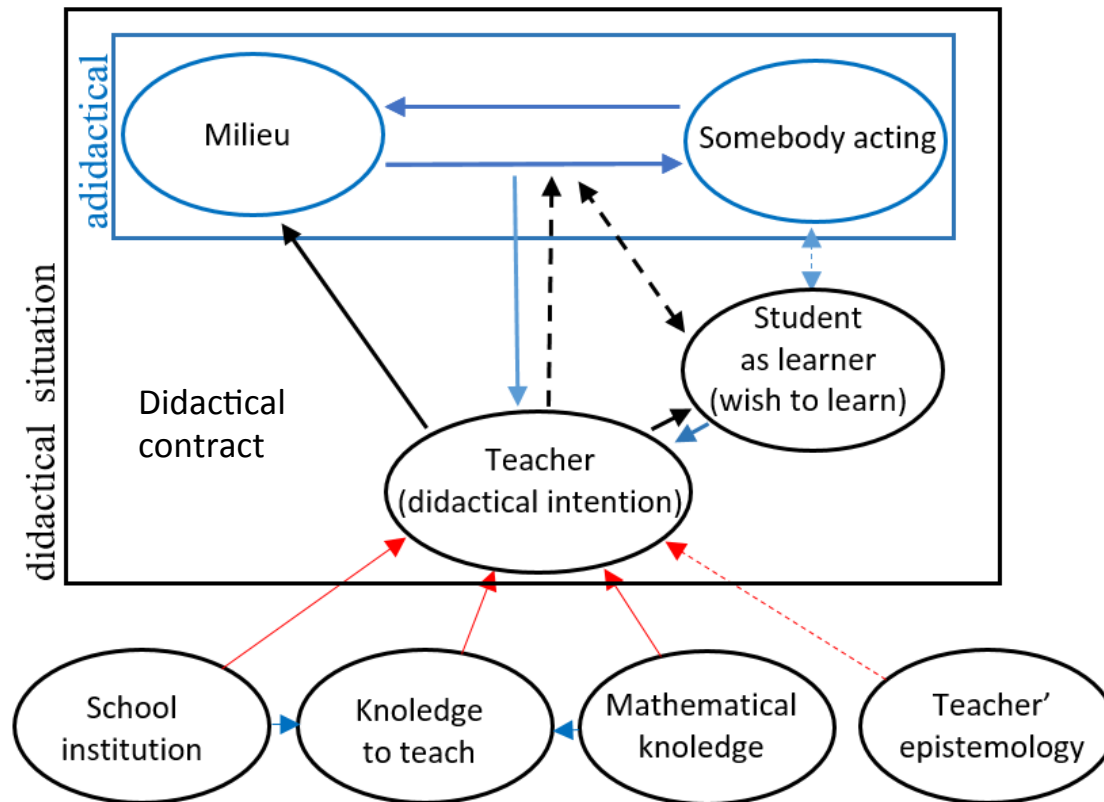 adidactical
Milieu
Somebody acting
didactical situation
Student
as learner
(wish to learn)
Didactical
contract
Teacher
(didactical intention)
School
institution
Knoledge
to teach
Mathematical
knoledge
Teacher’
epistemology